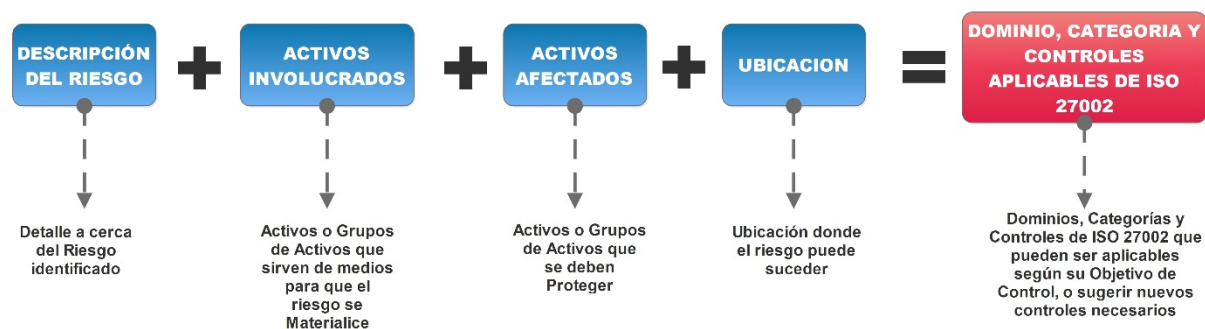 DESCRIPCIÓN
DEL RIESGO
ACTIVOS
INVOLUCRADOS
ACTIVOS
AFECTADOS
UBICACION
DOMINIO, CATEGORIA Y
CONTROLES
APLICABLES DE ISO
27002
Detalle a cerca
del Riesgo
identificado
Activos o Grupos
de Activos que
sirven de medios
para que el
riesgo se
Materialice
Activos o Grupos
de Activos que
se deben
Proteger
Ubicación donde
el riesgo puede
suceder
Dominios, Categorías y
Controles de ISO 27002 que
pueden ser aplicables
según su Objetivo de
Control, o sugerir nuevos
controles necesarios